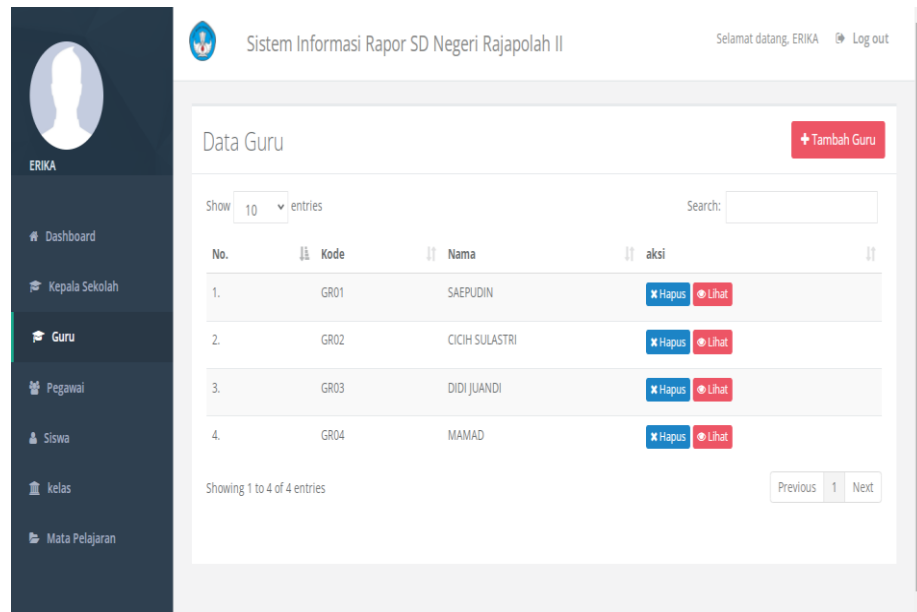 Sistem Informasi Rapor SD Negeri Rajapolah II
Selamat datang, ERIKA Log out
ERIKA
Dashboard
Kepala Sekolah
Guru
Pegawai
Siswa
kelas
Mata Pelajaran
Data Guru
Tambah Guru
Show 10 entries
Search:
No. Kode Nama aksi
1. GR01 SAEPUDIN Hapus Lihat
2. GR02 CICIH SULASTRI Hapus Lihat
3. GR03 DIDI JUANDI Hapus Lihat
4. GR04 MAMAD Hapus Lihat
Showing 1 to 4 of 4 entries
Previous 1 Next